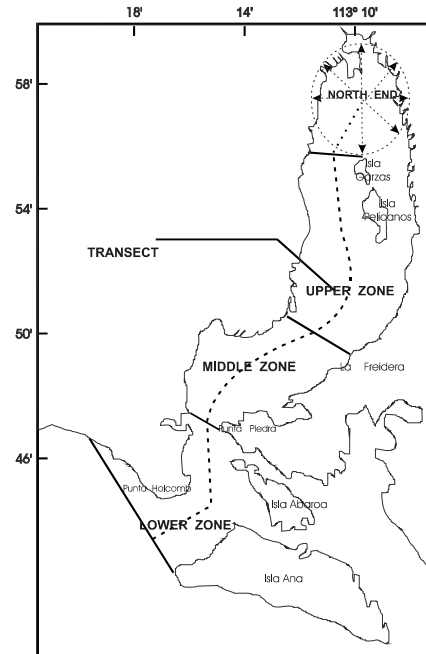 18' 14' 113º 10'
58'
NORTH END
Isla
Garzas
54'
Isla
Pelicanos
TRANSECT
UPPER ZONE
50'
MIDDLE ZONE
La Freidera
Punta Piedra
46'
Punta Holcomb
Isla Abaroa
LOWER ZONE
Isla Ana